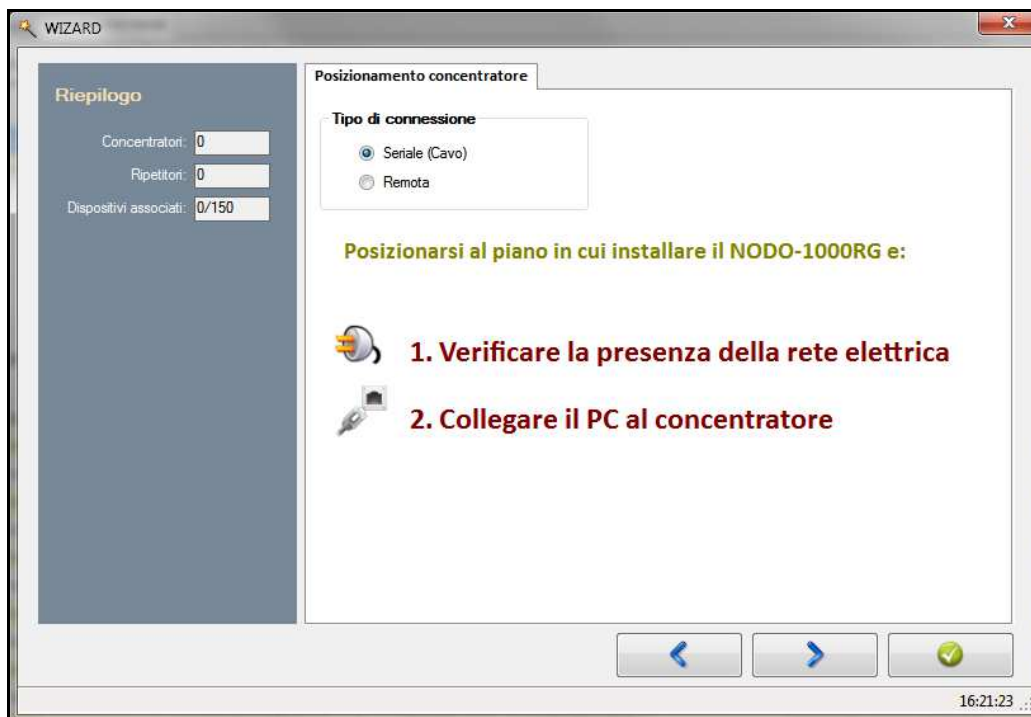 WIZARD
Riepilogo
Concentratori: 0
Ripetitori: 0
Dispositivi associati: 0/150
Posizionamento concentratore
Tipo di connessione
Seriale (Cavo)
Remota
Posizionarsi al piano in cui installare il NODO-1000RG e:
1. Verificare la presenza della rete elettrica
2. Collegare il PC al concentratore
16:21:23